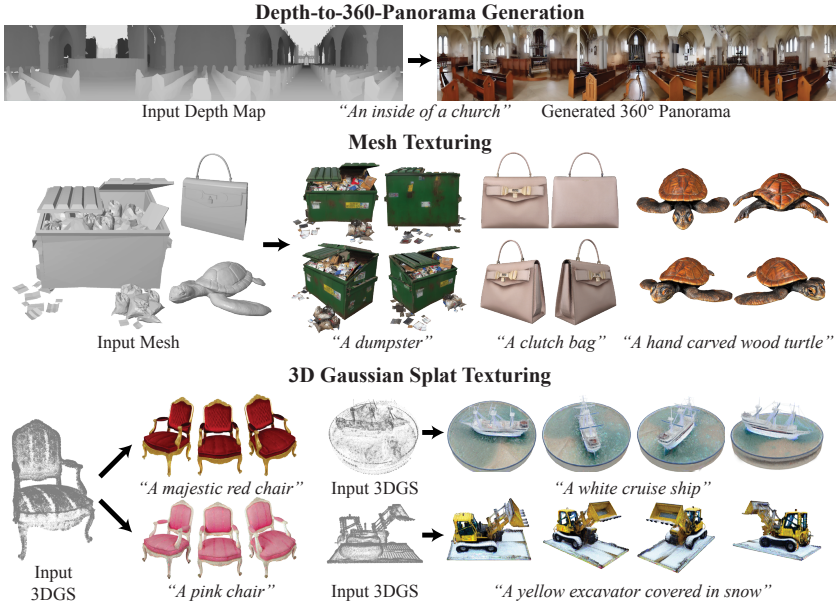 Depth-to-360-Panorama Generation
Input Depth Map
“An inside of a church”
Generated 360° Panorama
Mesh Texturing
Input Mesh
“A dumpster”
“A clutch bag”
“A hand carved wood turtle”
3D Gaussian Splat Texturing
“A majestic red chair”
Input 3DGS
“A white cruise ship”
Input
3DGS
“A pink chair”
Input 3DGS
“A yellow excavator covered in snow”